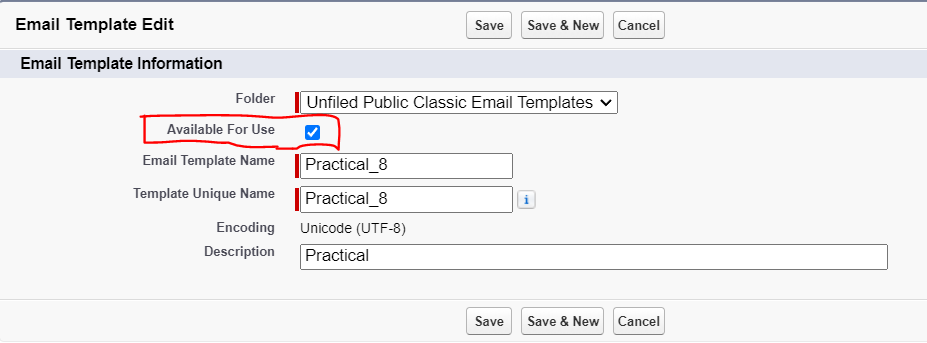 Email Template Edit Save Save & New Cancel
Email Template Information
Folder Unfiled Public Classic Email Templates
Available For Use
Email Template Name Practical_8
Template Unique Name Practical_8 i
Encoding Unicode (UTF-8)
Description Practical
Save Save & New Cancel